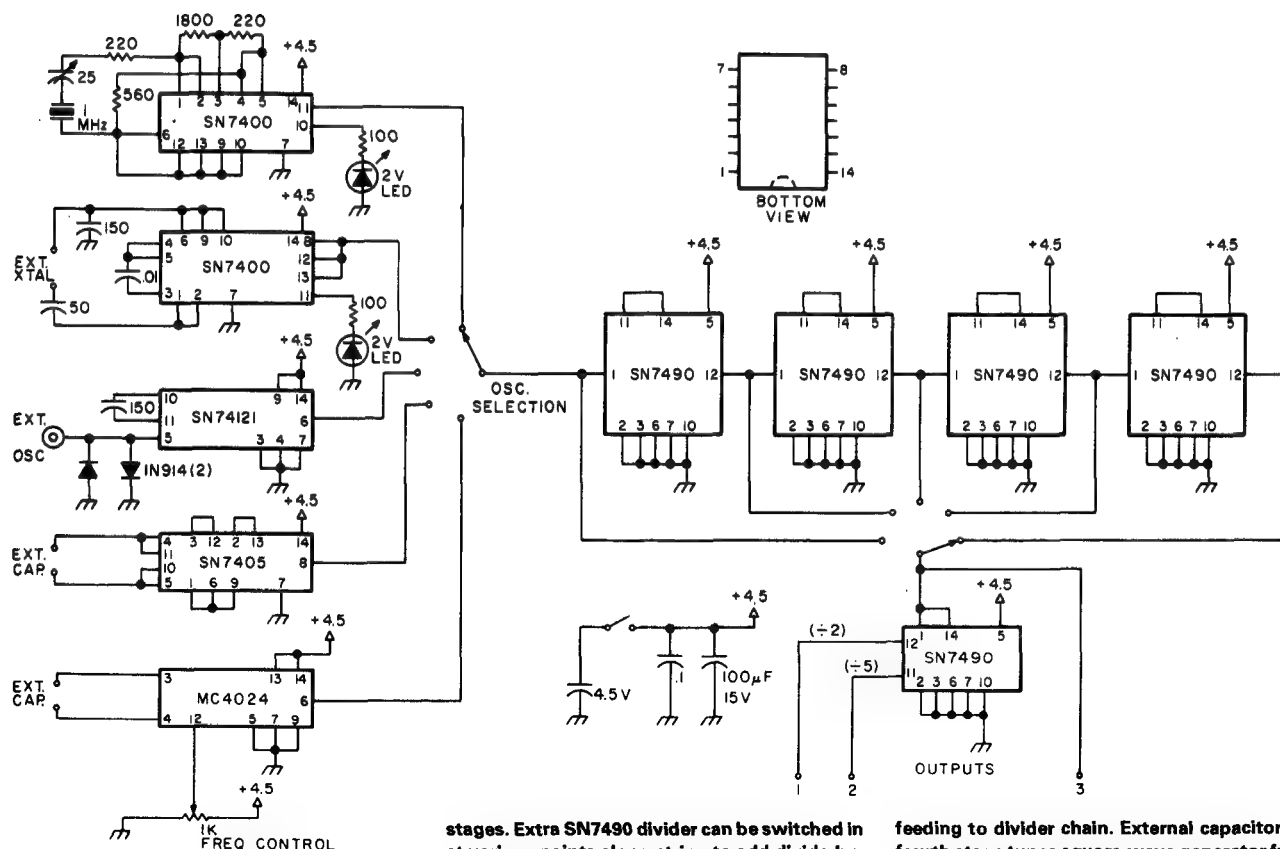 1800 220
220
+4.5
25
560
1 2 3 4 5 14
11
1
MHz
SN7400
10
6
12 13 9 10 7
100
2V
LED
7 8
1 14
BOTTOM
VIEW
+4.5
150
6 9 10
4
5
14 8
12
13
11
SN7400
EXT.
XTAL
.01
3
1 2 7
50
100
2V
LED
+4.5
150
10
11
9 14
SN74121
6
EXT.
OSC
5
3 4 7
IN914(2)
OSC.
SELECTION
+4.5
+4.5
+4.5
+4.5
11 14 5
11 14 5
11 14 5
11 14 5
1 SN7490 12
1 SN7490 12
1 SN7490 12
1 SN7490 12
2 3 6 7 10
2 3 6 7 10
2 3 6 7 10
2 3 6 7 10
+4.5
3 12 2 13 14
4
11
10
5
SN7405
8
EXT.
CAP.
1 6 9 7
+4.5
13 14
3
MC4024
6
EXT.
CAP.
4
12 5 7 9
+4.5
1K
FREQ CONTROL
4.5V
+4.5
.1
100μF
15V
(÷2)
(÷5)
+4.5
1 14 5
12
11
SN7490
2 3 6 7 10
OUTPUTS
1 2 3
stages. Extra SN7490 divider can be switched in
feeding to divider chain. External capacitor